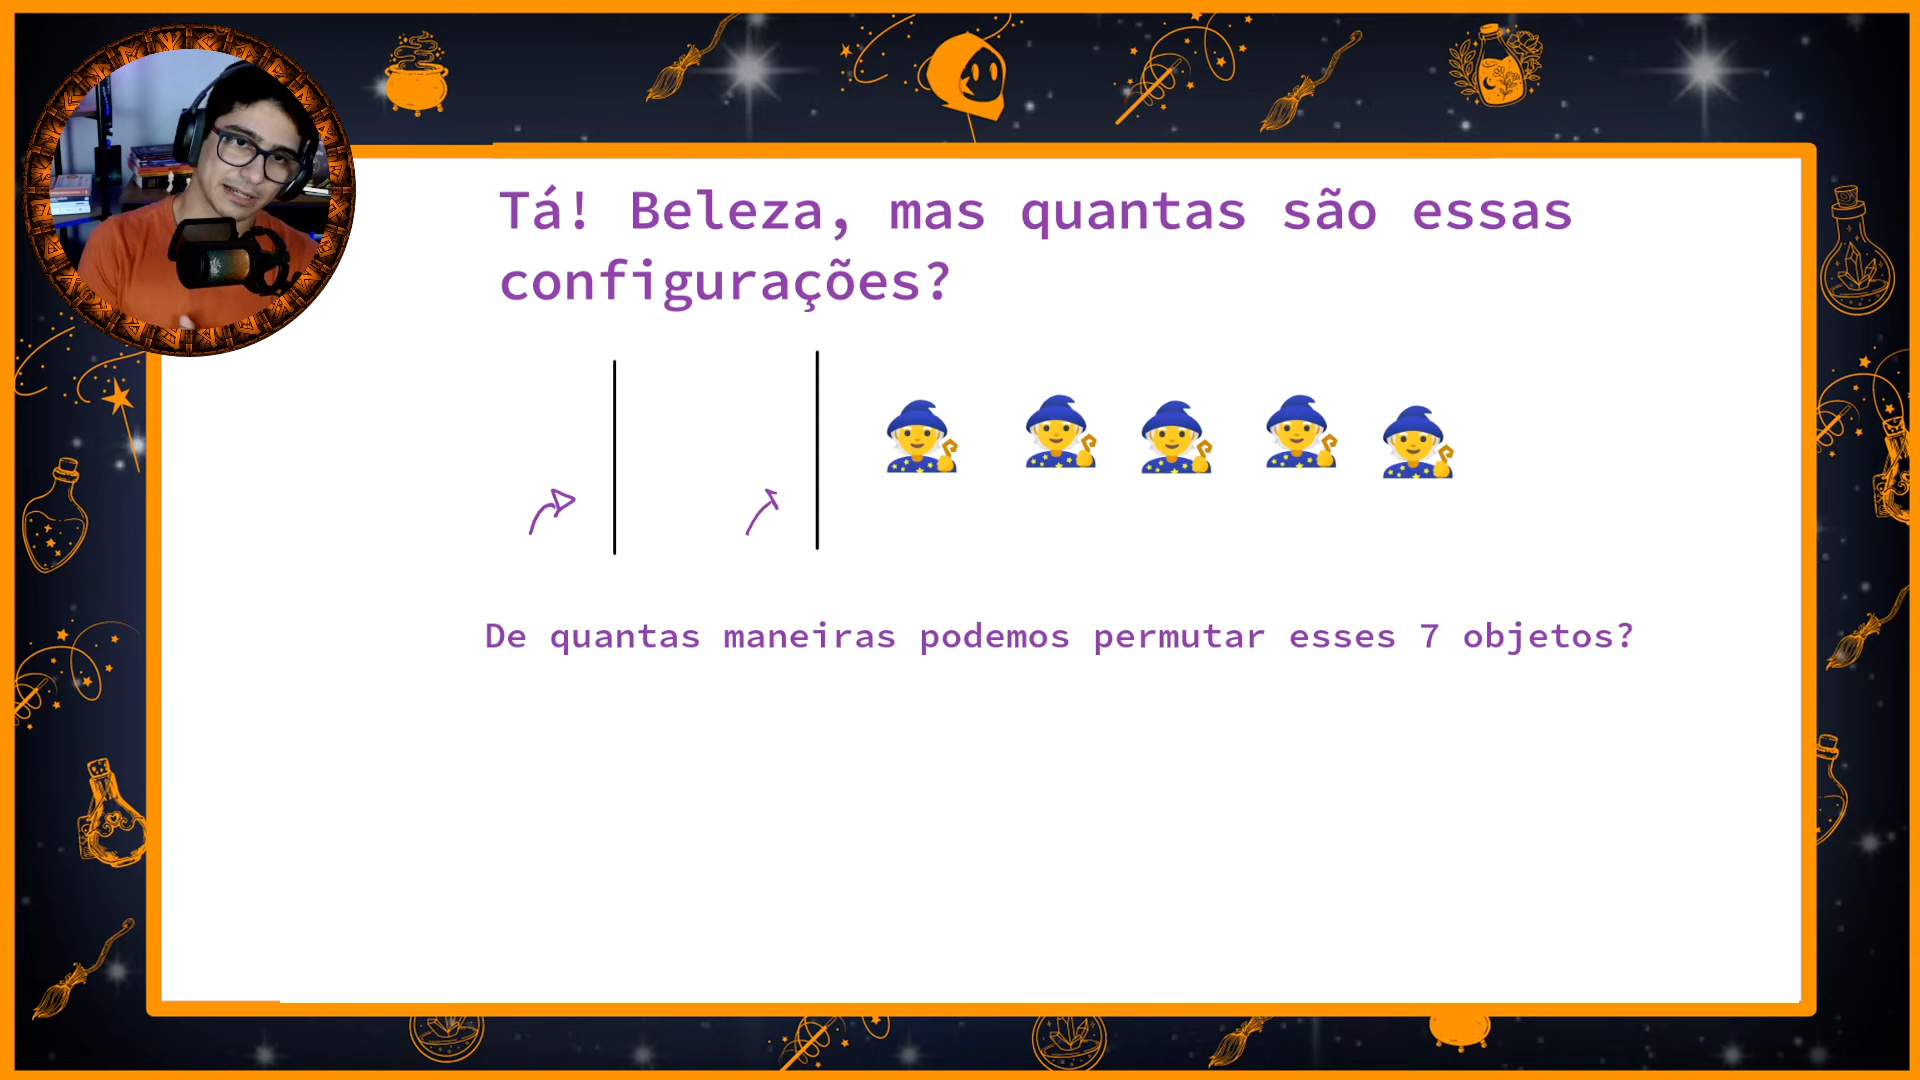 Tá! Beleza, mas quantas são essas
configurações?
De quantas maneiras podemos permutar esses 7 objetos?